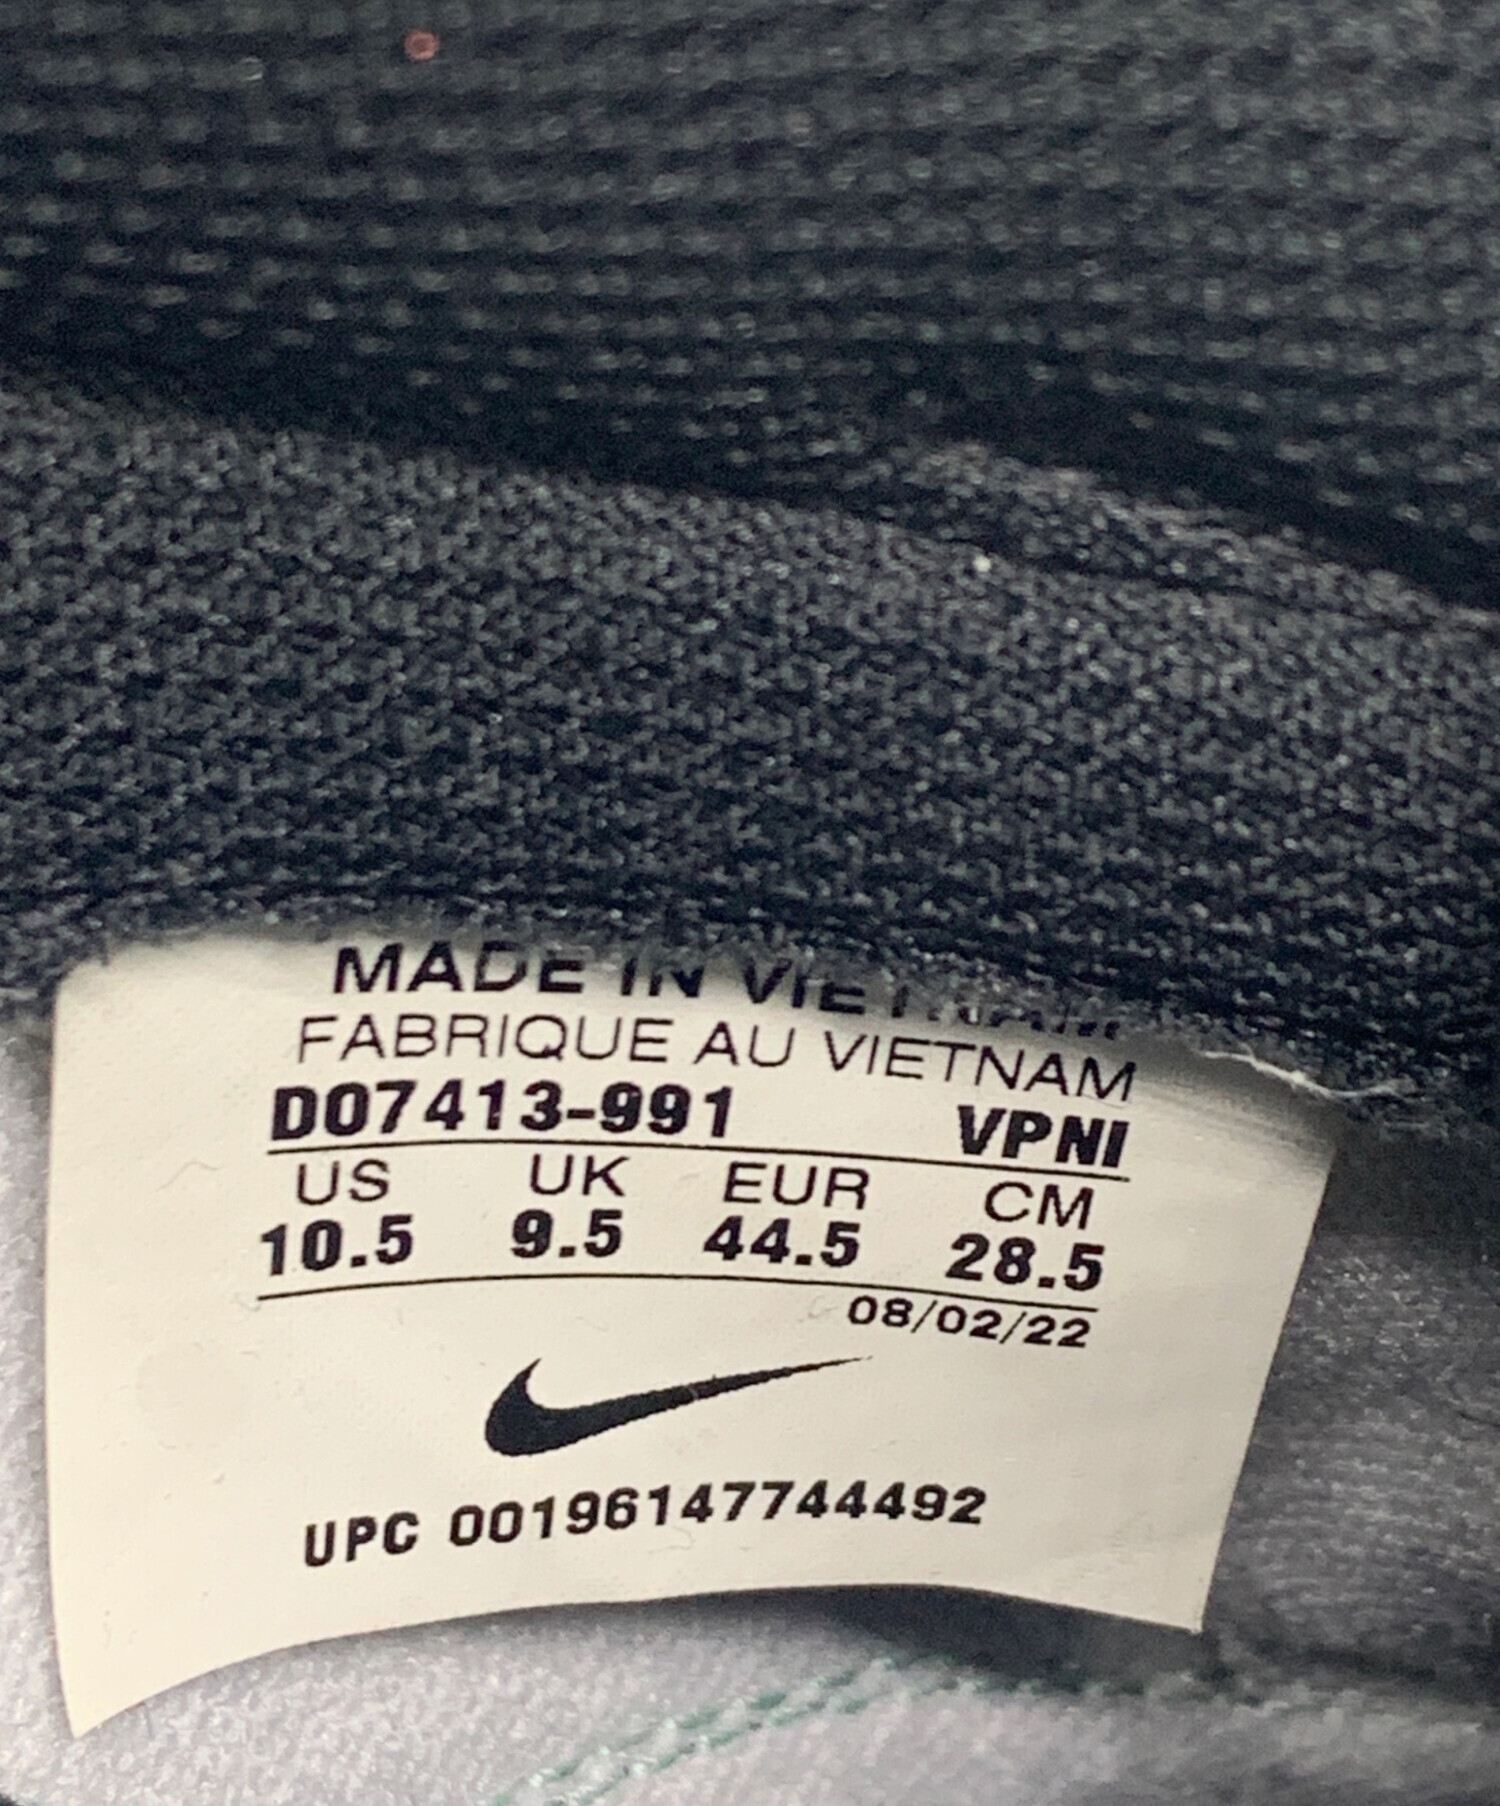 MADE IN VIETNAM
FABRIQUE AU VIETNAM
DO7413-991 VPNI
US UK EUR CM
10.5 9.5 44.5 28.5
08/02/22
UPC 00196147744492